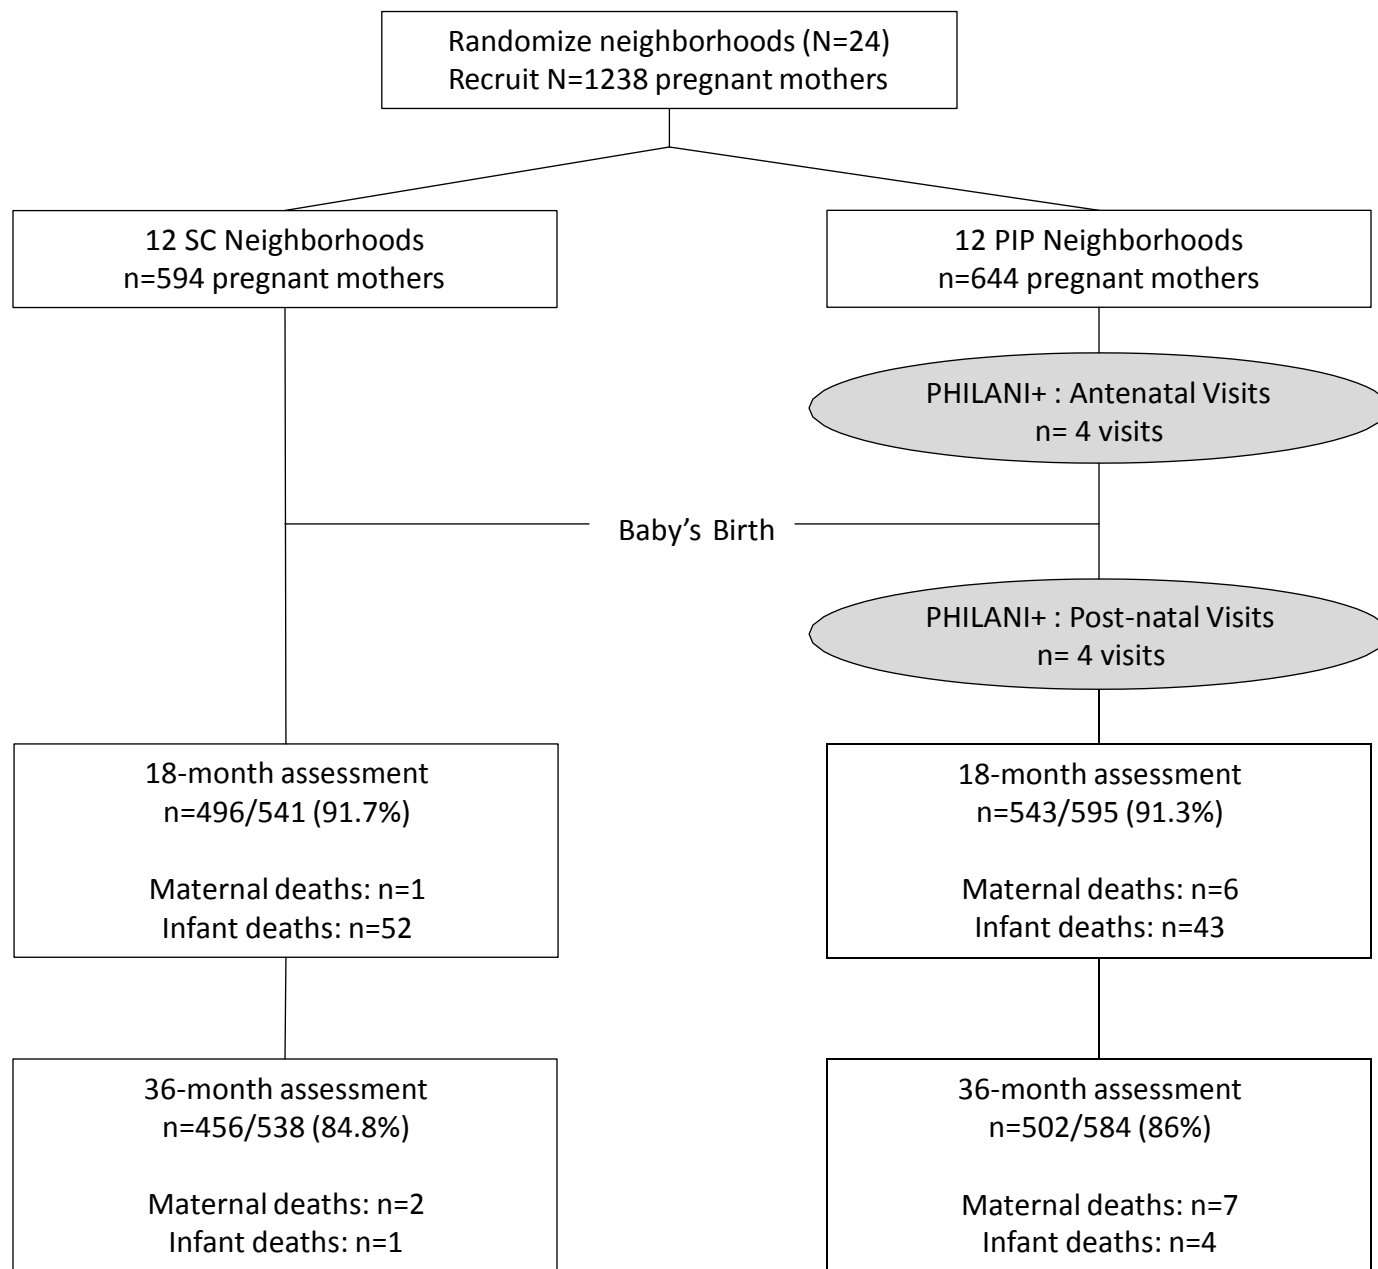 Randomize neighborhoods (N=24)
Recruit N=1238 pregnant mothers
12 SC Neighborhoods
n=594 pregnant mothers
12 PIP Neighborhoods
n=644 pregnant mothers
PHILANI+ : Antenatal Visits
n= 4 visits
Baby’s Birth
PHILANI+ : Post-natal Visits
n= 4 visits
18-month assessment
n=496/541 (91.7%)
Maternal deaths: n=1
Infant deaths: n=52
18-month assessment
n=543/595 (91.3%)
Maternal deaths: n=6
Infant deaths: n=43
36-month assessment
n=456/538 (84.8%)
Maternal deaths: n=2
Infant deaths: n=1
36-month assessment
n=502/584 (86%)
Maternal deaths: n=7
Infant deaths: n=4